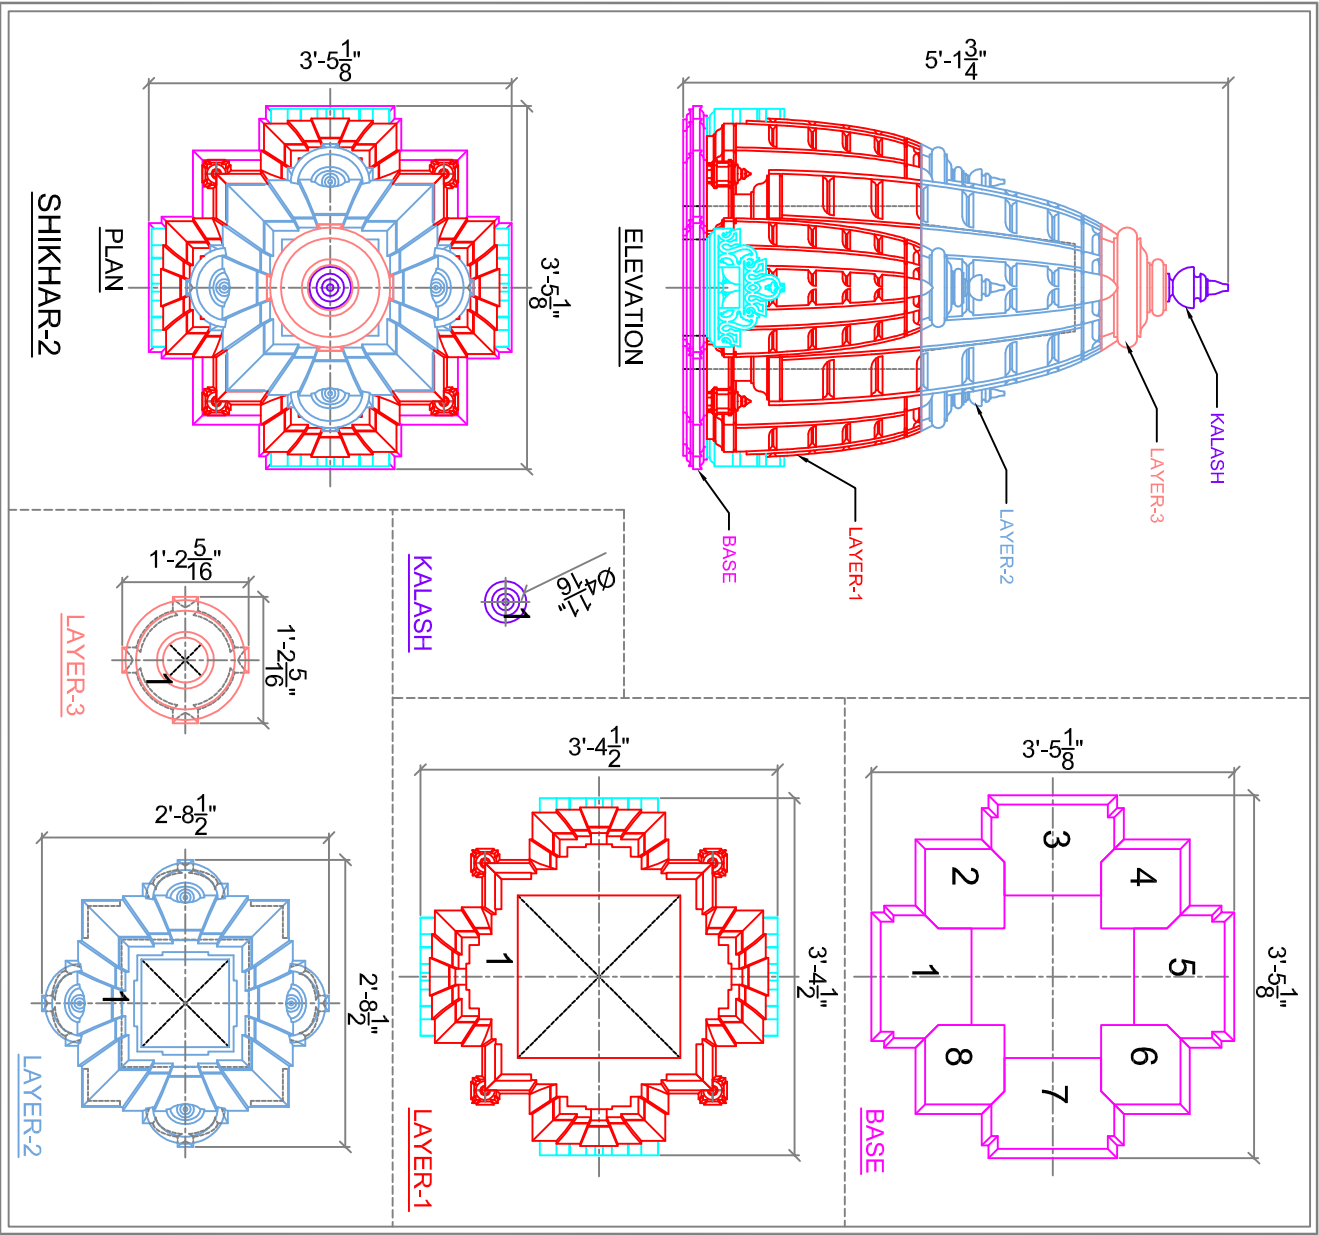 5'-1 3/4"
KALASH
LAYER-3
LAYER-2
LAYER-1
BASE
ELEVATION
3'-5 1/8"
3'-5 1/8"
PLAN
SHIKHAR-2
3'-5 1/8"
3'-5 1/8"
1
2
3
4
5
6
7
8
BASE
3'-4 1/2"
3'-4 1/2"
1
LAYER-1
Ø4 11/16"
1
KALASH
1'-2 5/16"
1'-2 5/16"
1
LAYER-3
2'-8 1/2"
2'-8 1/2"
1
LAYER-2